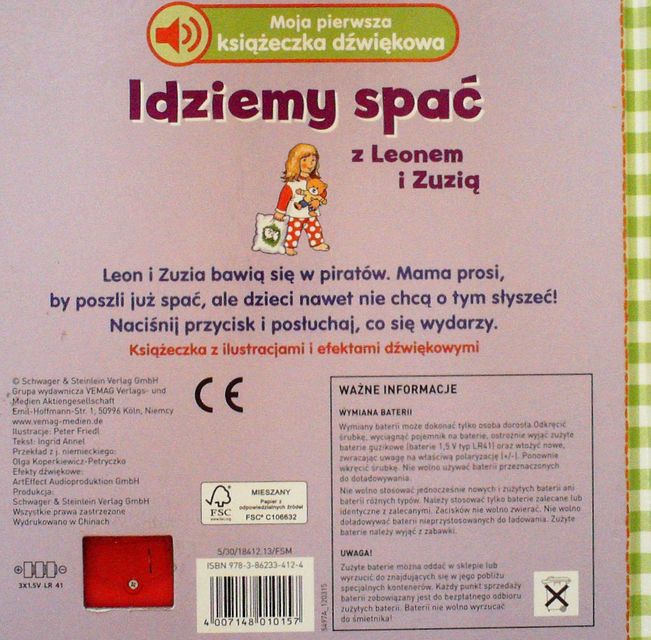 Moja pierwsza
książeczka dźwiękowa
Idziemy spać
z Leonem
i Zuzią
Leon i Zuzia bawią się w piratów. Mama prosi,
by poszli już spać, ale dzieci nawet nie chcą o tym słyszeć!
Naciśnij przycisk i posłuchaj, co się wydarzy.
Książeczka z ilustracjami i efektami dźwiękowymi
© Schwager & Steinlein Verlag GmbH
Grupa wydawnicza VEMAG Verlags- und
Medien Aktiengesellschaft
Emil-Hoffmann-Str. 1, 50996 Köln, Niemcy
www.vemag-medien.de
Ilustracje: Peter Friedl
Tekst: Ingrid Annel
Przekład z j. niemieckiego:
Olga Koperkiewicz-Petryczko
Efekty dźwiękowe:
ArtEffect Audioproduktion GmbH
Produkcja:
Schwager & Steinlein Verlag GmbH
Wszystkie prawa zastrzeżone
Wydrukowano w Chinach
3X1.5V LR 41
CE
FSC
www.fsc.org
MIESZANY
Papier z
odpowiedzialnych źródeł
FSC® C106632
5/30/18412.13/FSM
ISBN 978-3-86233-412-4
4 007148 010157
5497A_120315
WAŻNE INFORMACJE
WYMIANA BATERII
Wymiany baterii może dokonać tylko osoba dorosła. Odkręcić
śrubkę, wyciągnąć pojemnik na baterie, ostrożnie wyjąć zużyte
baterie guzikowe (baterie 1,5 V typ LR41) oraz włożyć nowe,
zwracając uwagę na właściwą polaryzację (+/-). Ponownie
wkręcić śrubkę. Nie wolno używać baterii przeznaczonych
do doładowywania.
Nie wolno stosować jednocześnie nowych i zużytych baterii ani
baterii różnych typów. Należy stosować tylko baterie zalecane lub
identyczne z zalecanymi. Zacisków nie wolno zwierać. Nie wolno
doładowywać baterii nieprzystosowanych do ładowania. Zużyte
baterie należy wyjąć z zabawki.
UWAGA!
Zużyte baterie można oddać w sklepie lub
wyrzucić do znajdujących się w jego pobliżu
specjalnych kontenerów. Każdy punkt sprzedaży
baterii zobowiązany jest do bezpłatnego odbioru
zużytych baterii. Baterii nie wolno wyrzucać
do śmietnika!